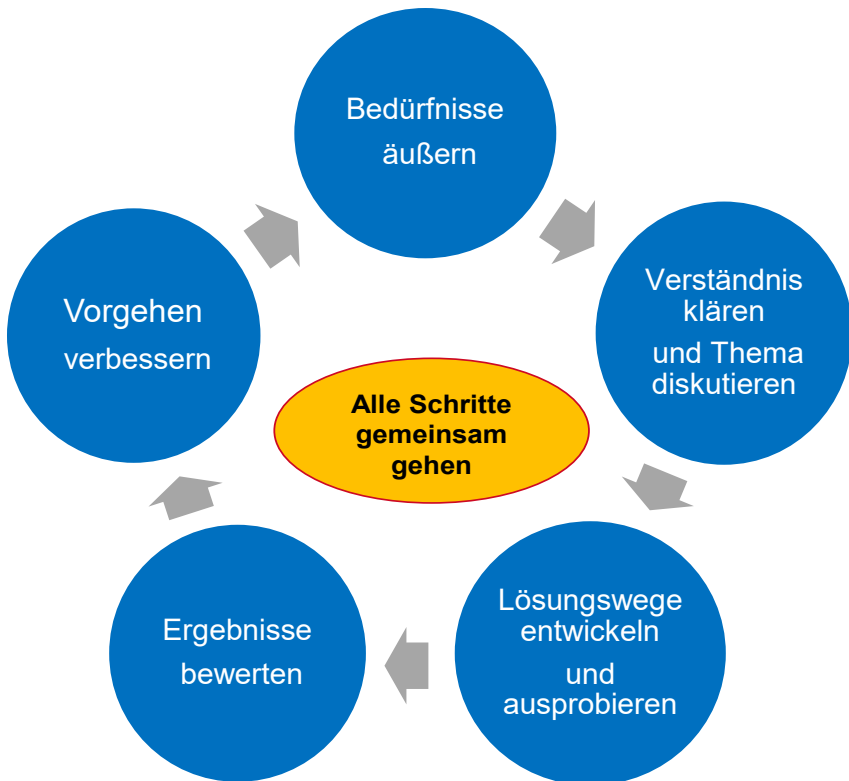 Bedürfnisse
äußern
Verständnis
klären
und Thema
diskutieren
Lösungswege
entwickeln
und
ausprobieren
Ergebnisse
bewerten
Vorgehen
verbessern
Alle Schritte
gemeinsam
gehen